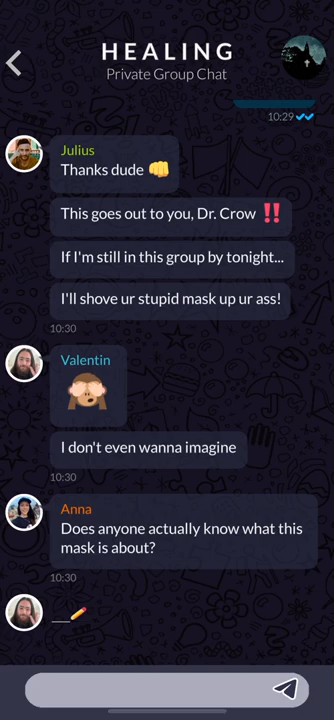 HEALING
Private Group Chat
10:29
Julius
Thanks dude 👊
This goes out to you, Dr. Crow ‼️
If I'm still in this group by tonight...
I'll shove ur stupid mask up ur ass!
10:30
Valentin
🙈
I don't even wanna imagine
10:30
Anna
Does anyone actually know what this
mask is about?
10:30